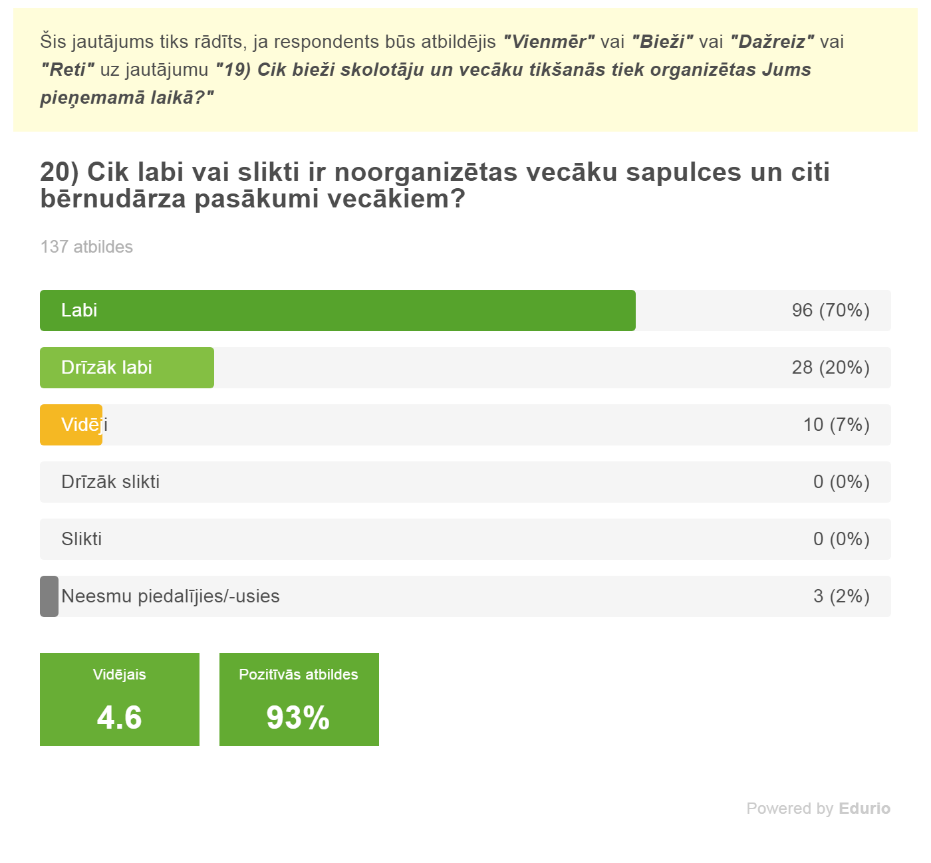 Šis jautājums tiks rādīts, ja respondents būs atbildējis "Vienmēr" vai "Bieži" vai "Dažreiz" vai
"Reti" uz jautājumu "19) Cik bieži skolotāju un vecāku tikšanās tiek organizētas Jums
pieņemamā laikā?"
20) Cik labi vai slikti ir noorganizētas vecāku sapulces un citi
bērnudārza pasākumi vecākiem?
137 atbildes
Labi 96 (70%)
Drīzāk labi 28 (20%)
Vidēji 10 (7%)
Drīzāk slikti 0 (0%)
Slikti 0 (0%)
Neesmu piedalījies/-usies 3 (2%)
Vidējais Pozitīvās atbildes
4.6 93%
Powered by Edurio